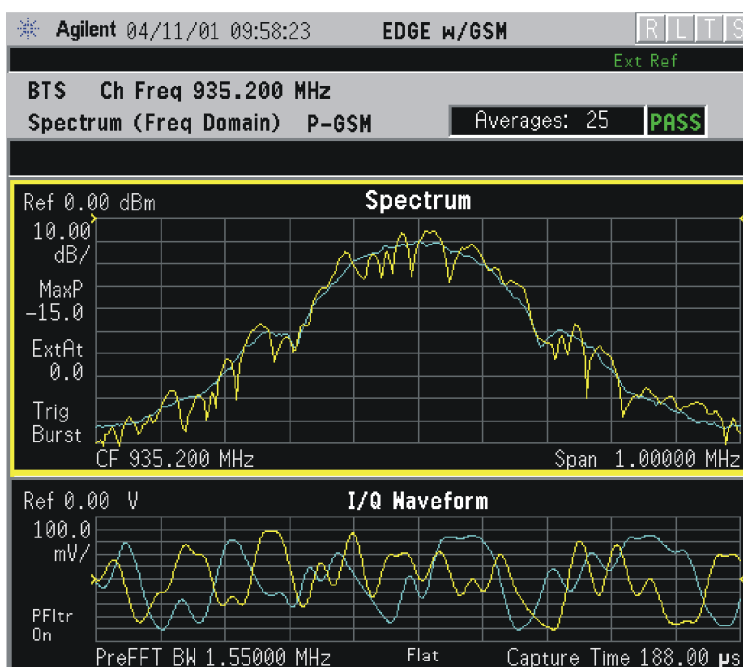 Agilent 04/11/01 09:58:23 EDGE w/GSM R L T S
Ext Ref
BTS Ch Freq 935.200 MHz
Spectrum (Freq Domain) P-GSM Averages: 25 PASS
Ref 0.00 dBm Spectrum
10.00
dB/
MaxP
-15.0
ExtAt
0.0
Trig
Burst
CF 935.200 MHz Span 1.00000 MHz
Ref 0.00 V I/Q Waveform
100.0
mV/
PFltr
On
PreFFT BW 1.55000 MHz Flat Capture Time 188.00 µs